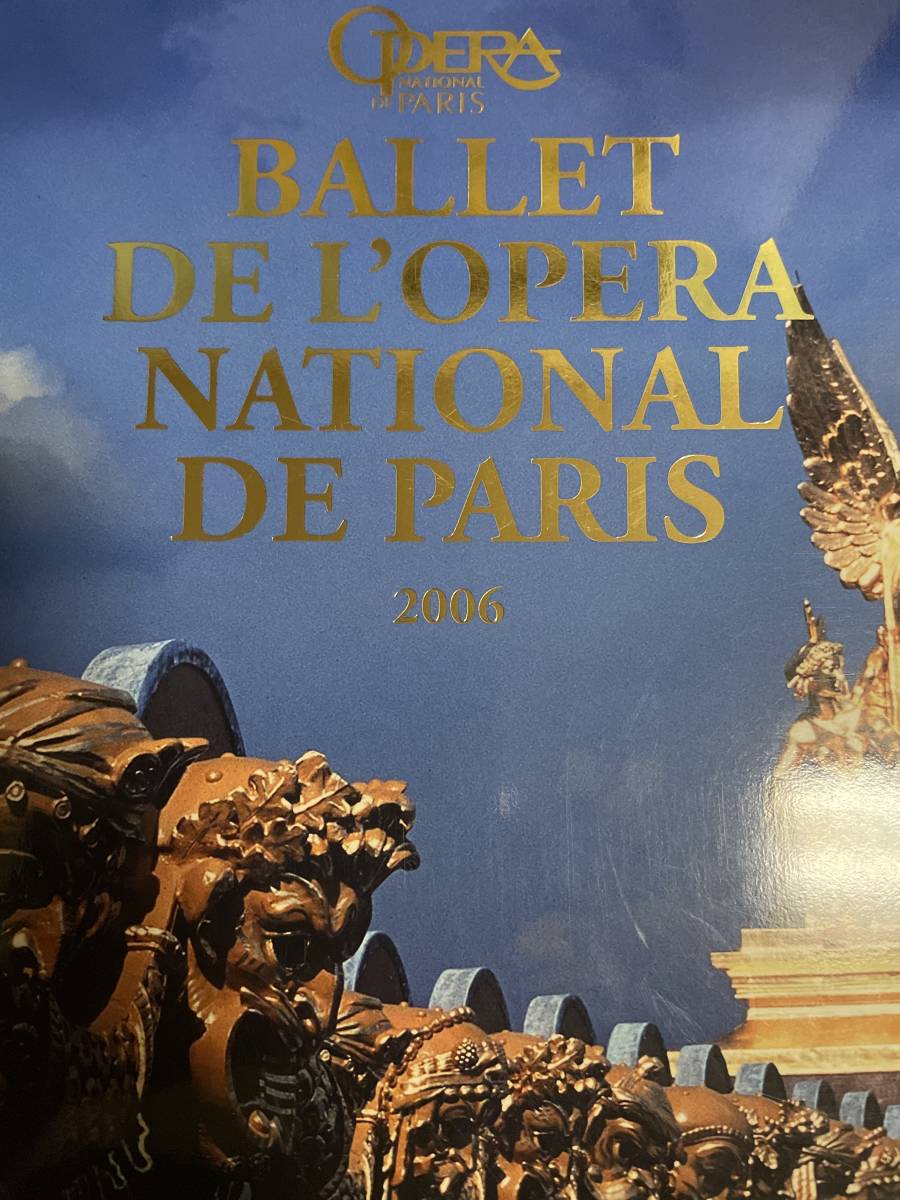 OPERA
NATIONAL
DE PARIS
BALLET
DE L'OPERA
NATIONAL
DE PARIS
2006